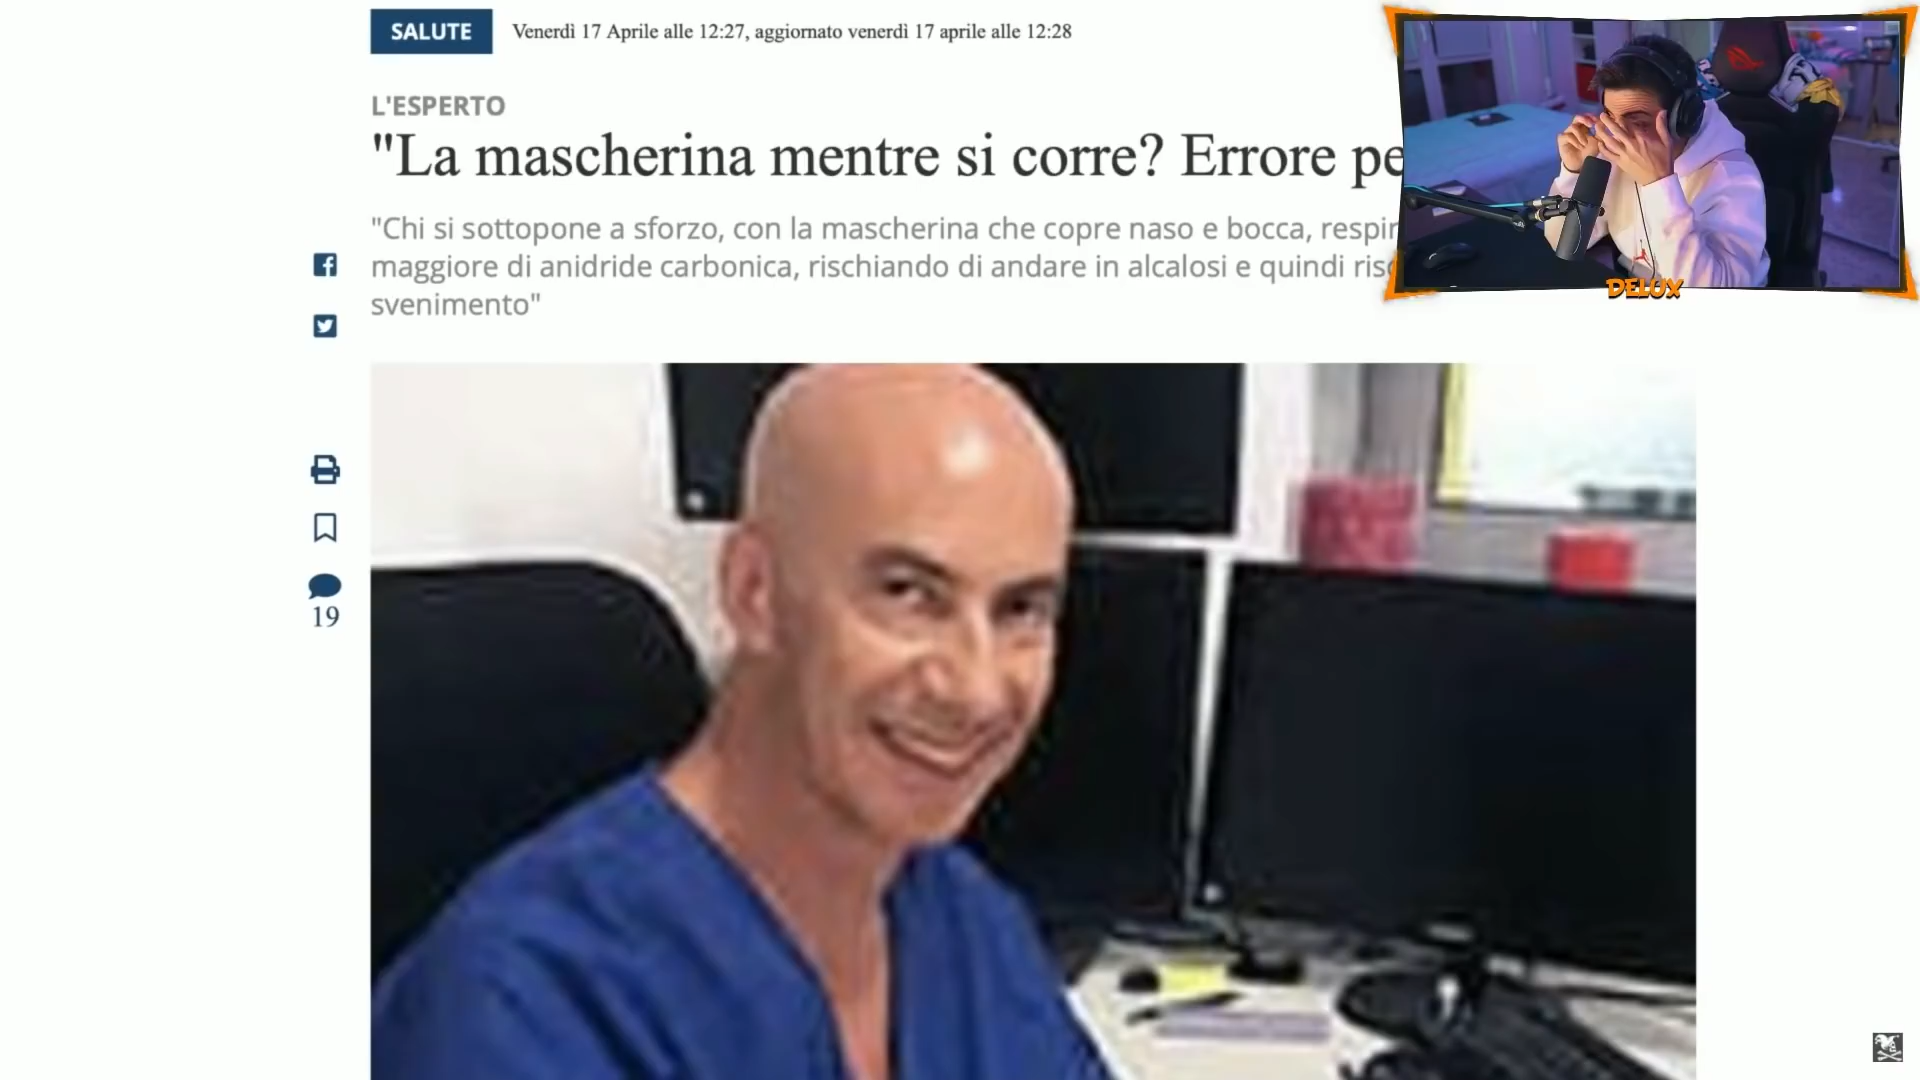 SALUTE
Venerdì 17 Aprile alle 12:27, aggiornato venerdì 17 aprile alle 12:28
L'ESPERTO
"La mascherina mentre si corre? Errore pe
"Chi si sottopone a sforzo, con la mascherina che copre naso e bocca, respir
maggiore di anidride carbonica, rischiando di andare in alcalosi e quindi risc
svenimento"
19
DELUX